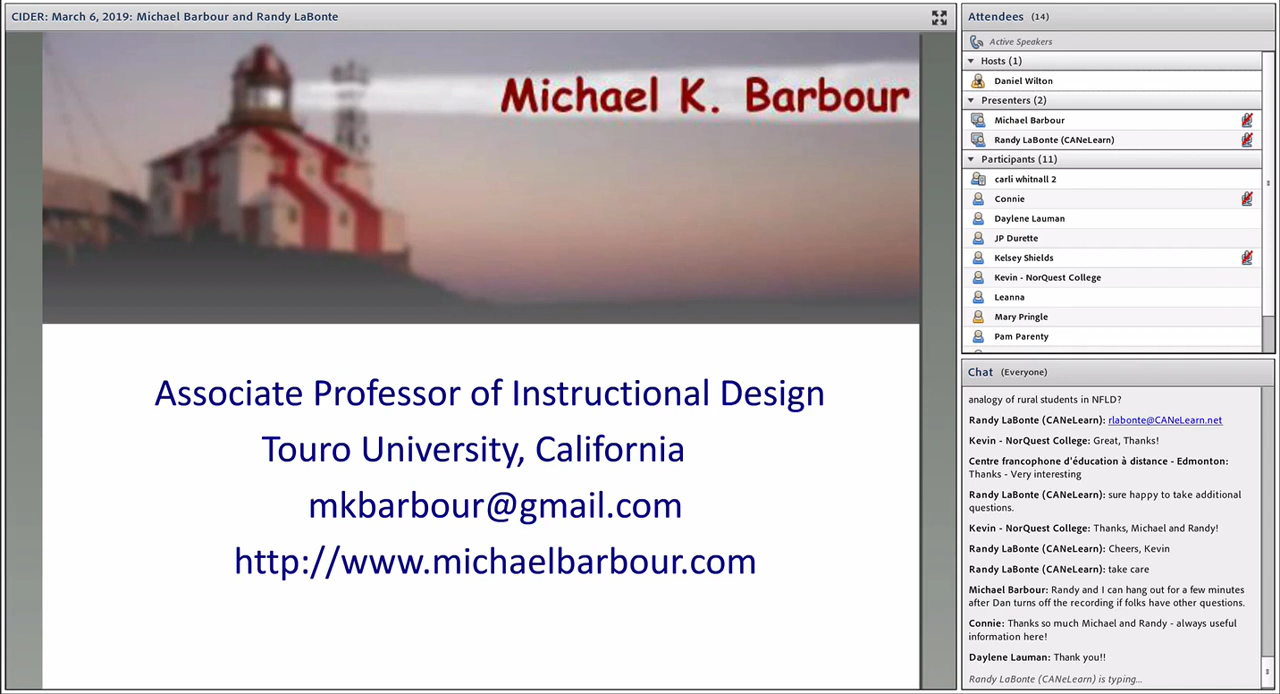 CIDER: March 6, 2019: Michael Barbour and Randy LaBonte
Michael K. Barbour
Associate Professor of Instructional Design
Touro University, California
mkbarbour@gmail.com
http://www.michaelbarbour.com
Attendees (14)
Active Speakers
Hosts (1)
Daniel Wilton
Presenters (2)
Michael Barbour
Randy LaBonte (CANeLearn)
Participants (11)
carli whitnall 2
Connie
Daylene Lauman
JP Durette
Kelsey Shields
Kevin - NorQuest College
Leanna
Mary Pringle
Pam Parenty
Chat (Everyone)
analogy of rural students in NFLD?
Randy LaBonte (CANeLearn): rlabonte@CANeLearn.net
Kevin - NorQuest College: Great, Thanks!
Centre francophone d'éducation à distance - Edmonton:
Thanks - Very interesting
Randy LaBonte (CANeLearn): sure happy to take additional
questions.
Kevin - NorQuest College: Thanks, Michael and Randy!
Randy LaBonte (CANeLearn): Cheers, Kevin
Randy LaBonte (CANeLearn): take care
Michael Barbour: Randy and I can hang out for a few minutes
after Dan turns off the recording if folks have other questions.
Connie: Thanks so much Michael and Randy - always useful
information here!
Daylene Lauman: Thank you!!
Randy LaBonte (CANeLearn) is typing...